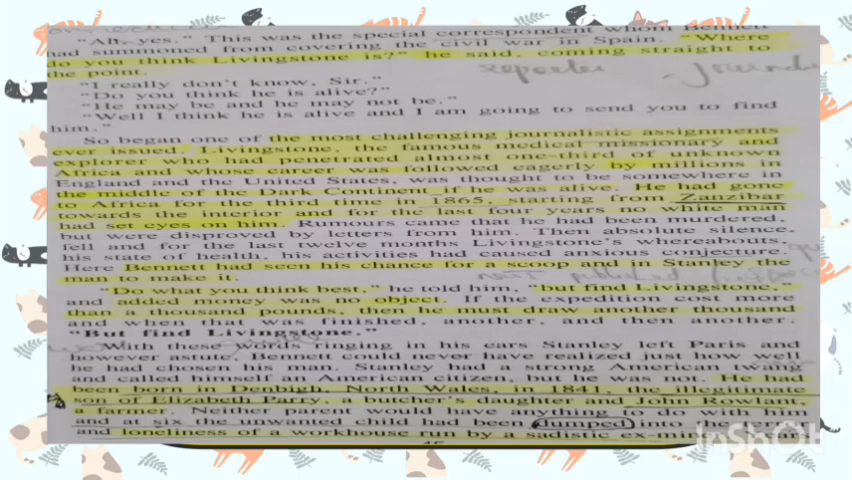 "Ah, yes." This was the special correspondent whom Bennett
had summoned from covering the civil war in Spain. "Where
do you think Livingstone is?" he said, coming straight to
the point.
reporter
"I really don't know, Sir."
"Do you think he is alive?"
"He may be and he may not be."
"Well I think he is alive and I am going to send you to find
him."
So began one of the most challenging journalistic assignments
ever issued. Livingstone, the famous medical missionary and
explorer who had penetrated almost one-third of unknown
Africa and whose career was followed eagerly by millions in
England and the United States, was thought to be somewhere in
the middle of the Dark Continent if he was alive. He had gone
to Africa for the third time in 1865, starting from Zanzibar
towards the interior and for the last four years no white man
had set eyes on him. Rumours came that he had been murdered,
but were disproved by letters from him. Then absolute silence.
fell and for the last twelve months Livingstone's whereabouts,
his state of health, his activities had caused anxious conjecture.
Here Bennett had seen his chance for a scoop and in Stanley the
man to make it.
"Do what you think best," he told him, "but find Livingstone,"
and added money was no object. If the expedition cost more
than a thousand pounds, then he must draw another thousand
and when that was finished, another, and then another.
"But find Livingstone."
With these words ringing in his ears Stanley left Paris and
however astute, Bennett could never have realized just how well
he had chosen his man. Stanley had a strong American twang
and called himself an American citizen, but he was not. He had
been born in Denbigh, North Wales, in 1841, the illegitimate
son of Elizabeth Parry, a butcher's daughter and John Rowlant,
a farmer. Neither parent would have anything to do with him
and at six the unwanted child had been dumped into the
and loneliness of a workhouse run by a sadistic
InShOt